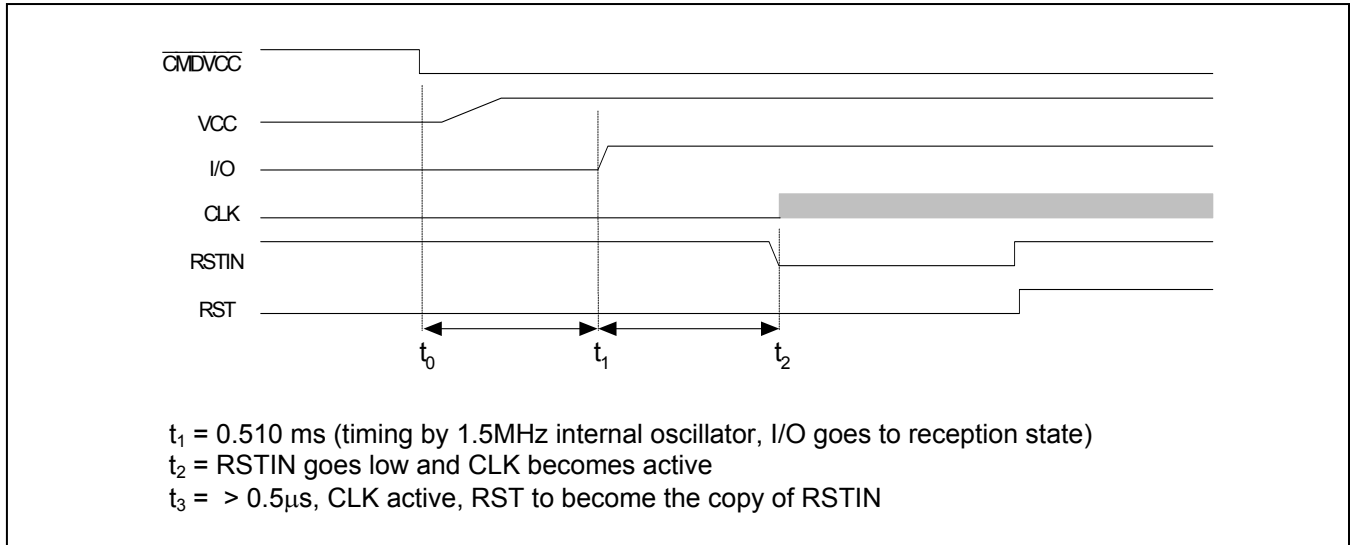 CMDVCC
VCC
I/O
CLK
RSTIN
RST
t0 t1 t2
t1 = 0.510 ms (timing by 1.5MHz internal oscillator, I/O goes to reception state)
t2 = RSTIN goes low and CLK becomes active
t3 = > 0.5μs, CLK active, RST to become the copy of RSTIN